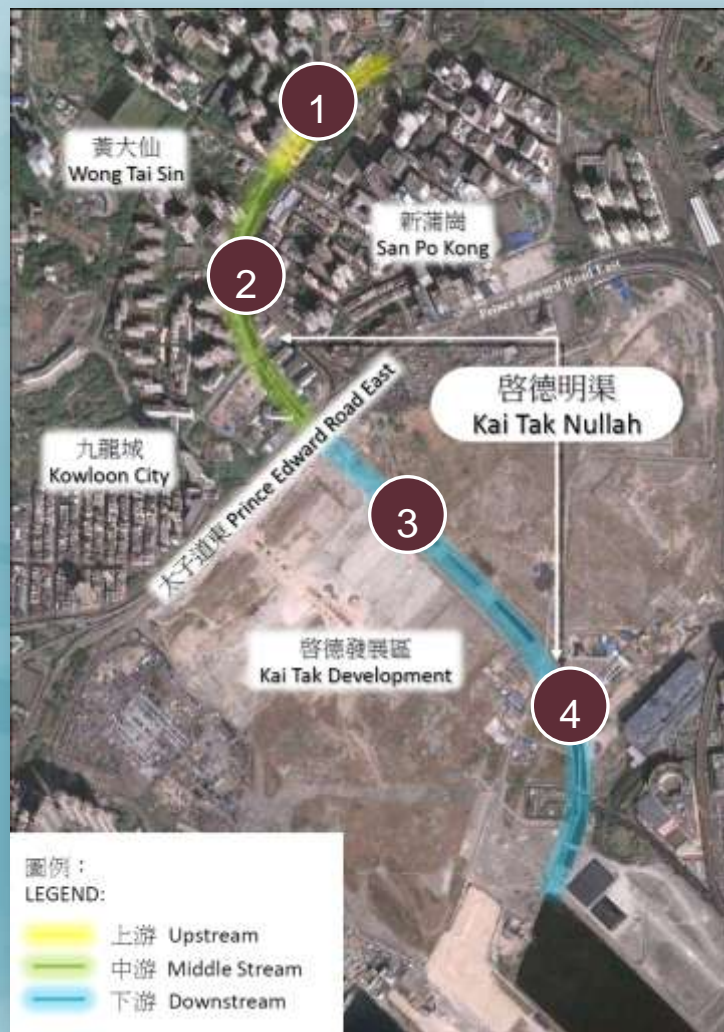 1
黃大仙
Wong Tai Sin
新蒲崗
San Po Kong
2
Prince Edward Road East
啓德明渠
Kai Tak Nullah
九龍城
Kowloon City
太子道東 Prince Edward Road East
3
啓德發展區
Kai Tak Development
4
圖例：
LEGEND:
上游 Upstream
中游 Middle Stream
下游 Downstream